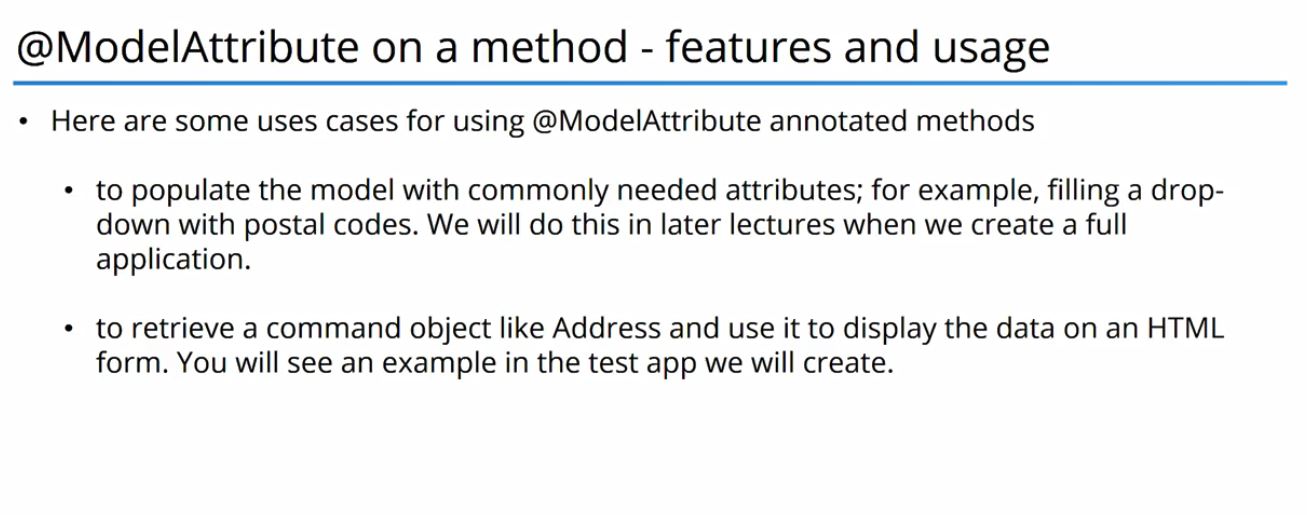 @ModelAttribute on a method - features and usage
• Here are some uses cases for using @ModelAttribute annotated methods
• to populate the model with commonly needed attributes; for example, filling a drop-
down with postal codes. We will do this in later lectures when we create a full
application.
• to retrieve a command object like Address and use it to display the data on an HTML
form. You will see an example in the test app we will create.